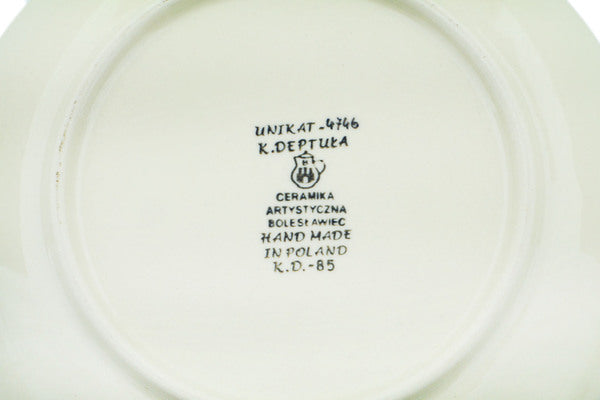 UNIKAT-4746
K.DEPTUŁA
CERAMIKA
ARTYSTYCZNA
BOLESŁAWIEC
HAND MADE
IN POLAND
K.D.-85